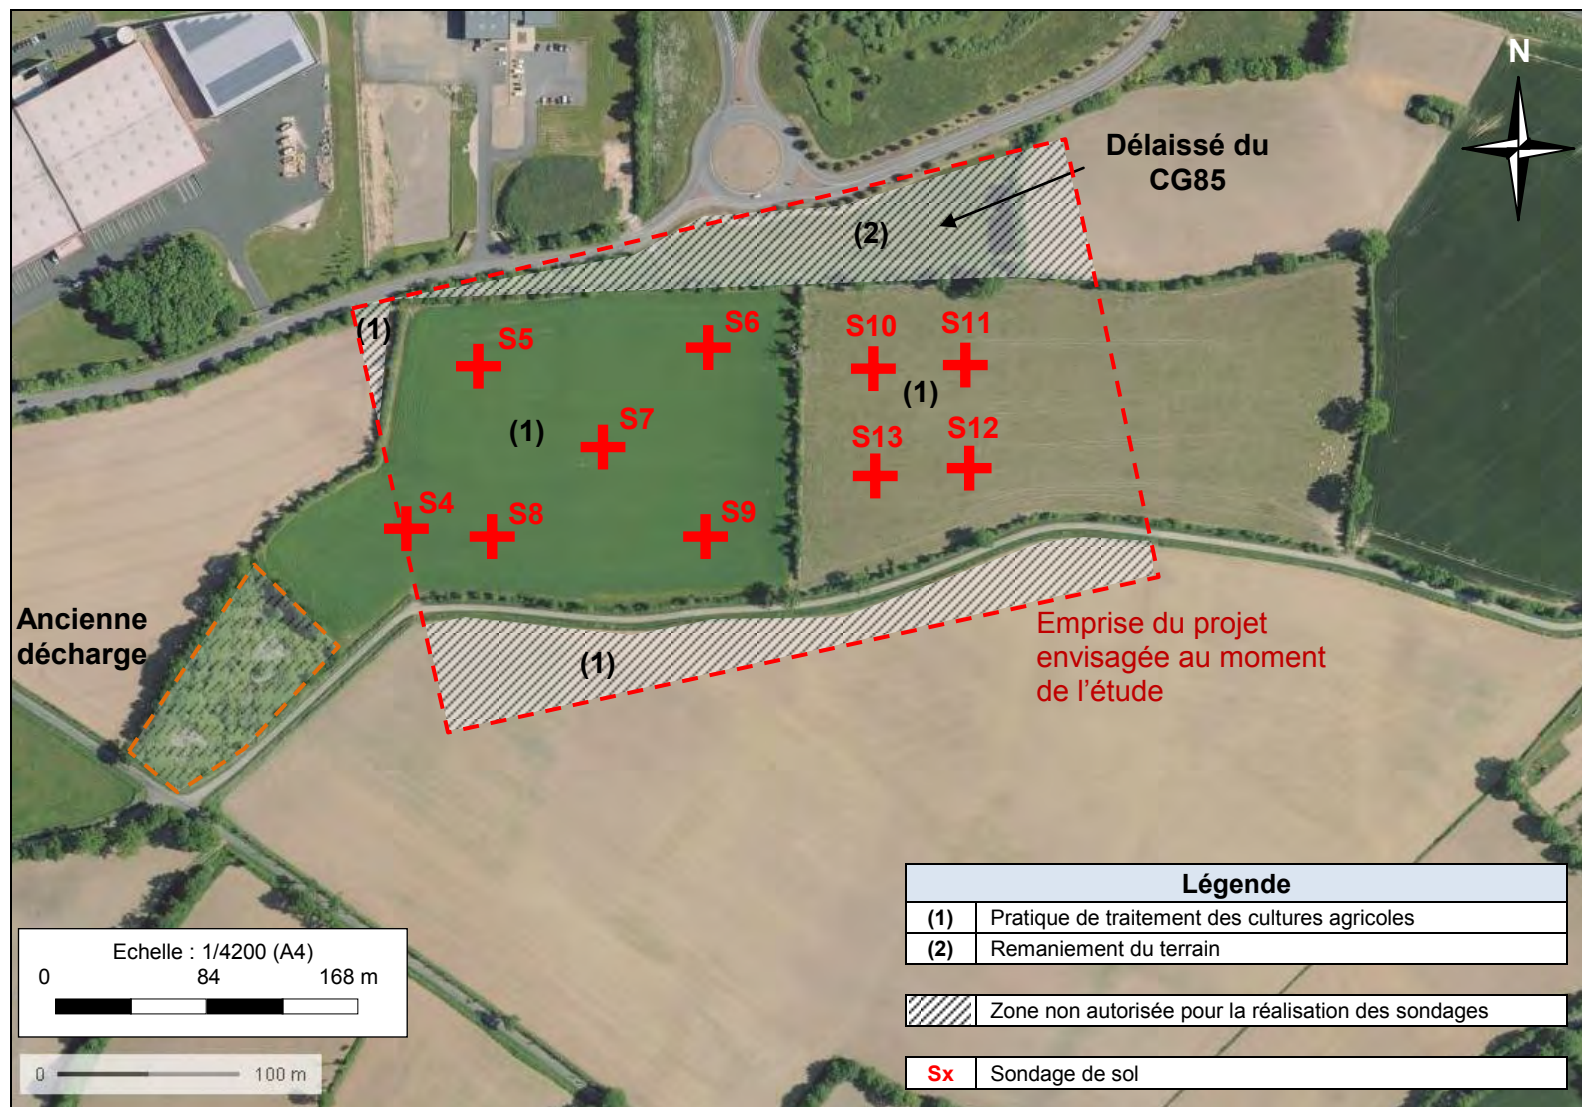 N
Délaissé du
CG85
(2)
(1)
S5
S6
S10
S11
(1)
(1)
S7
S13
S12
S4
S8
S9
Ancienne
décharge
(1)
Emprise du projet
envisagée au moment
de l'étude
Légende
(1) Pratique de traitement des cultures agricoles
(2) Remaniement du terrain
Zone non autorisée pour la réalisation des sondages
Sx Sondage de sol
Echelle : 1/4200 (A4)
0 84 168 m
0 100 m